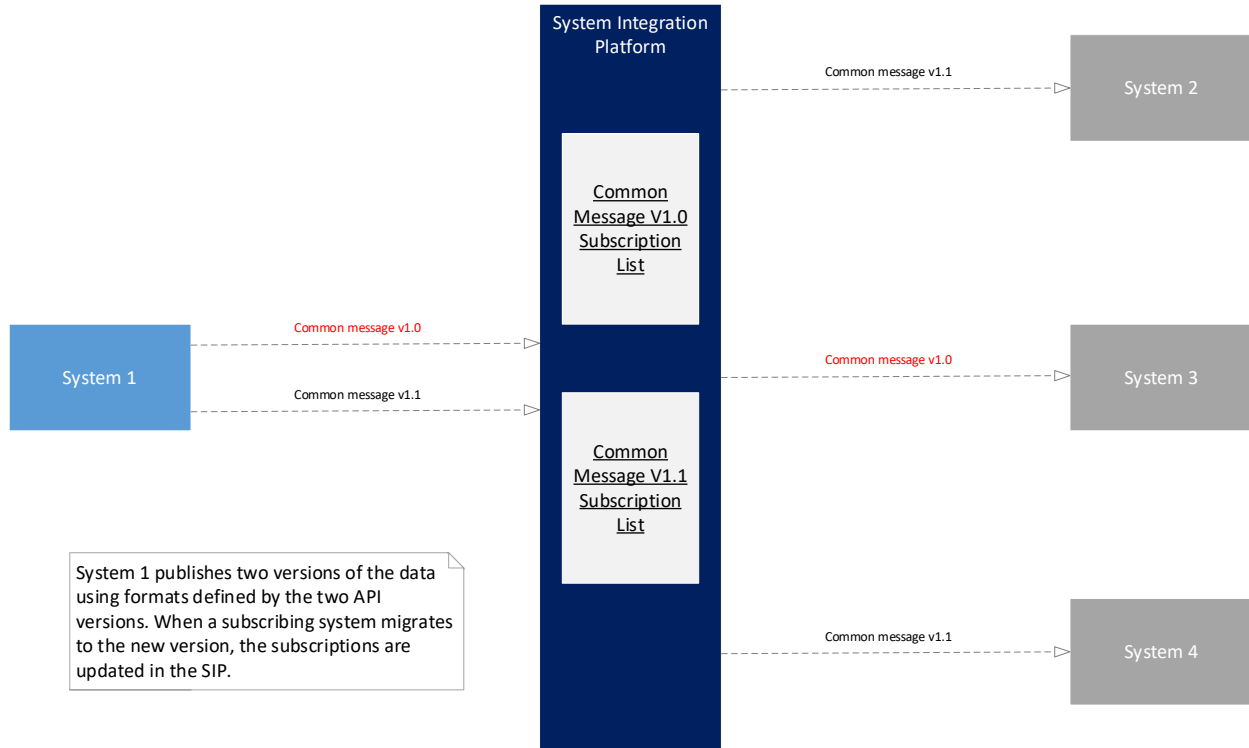 System Integration
Platform
Common message v1.1
System 2
Common
Message V1.0
Subscription
List
Common message v1.0
System 1
Common message v1.1
Common message v1.0
System 3
Common
Message V1.1
Subscription
List
System 1 publishes two versions of the data
using formats defined by the two API
versions. When a subscribing system migrates
to the new version, the subscriptions are
updated in the SIP.
Common message v1.1
System 4